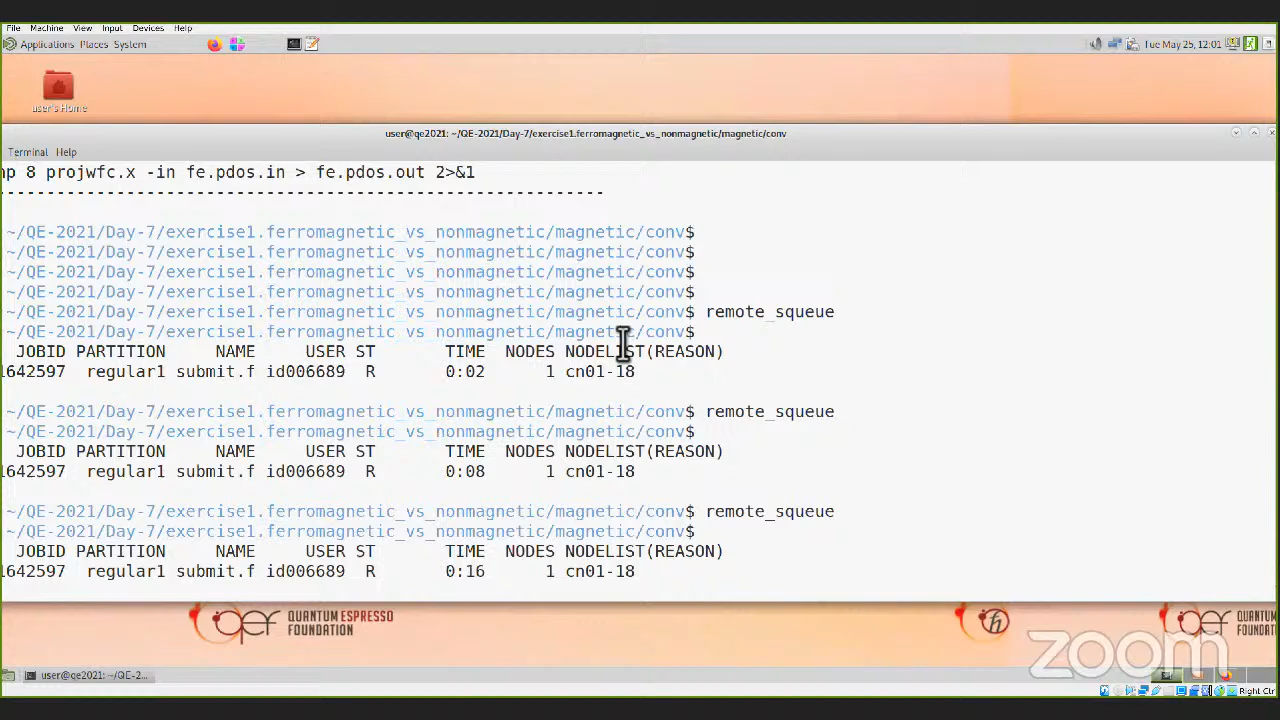 File Machine View Input Devices Help
Applications Places System
Tue May 25, 12:01
user's Home
user@qe2021: ~/QE-2021/Day-7/exercise1.ferromagnetic_vs_nonmagnetic/magnetic/conv
Terminal Help
np 8 projwfc.x -in fe.pdos.in > fe.pdos.out 2>&1
------------------------------------------------------------
~/QE-2021/Day-7/exercise1.ferromagnetic_vs_nonmagnetic/magnetic/conv$
~/QE-2021/Day-7/exercise1.ferromagnetic_vs_nonmagnetic/magnetic/conv$
~/QE-2021/Day-7/exercise1.ferromagnetic_vs_nonmagnetic/magnetic/conv$
~/QE-2021/Day-7/exercise1.ferromagnetic_vs_nonmagnetic/magnetic/conv$
~/QE-2021/Day-7/exercise1.ferromagnetic_vs_nonmagnetic/magnetic/conv$ remote_squeue
~/QE-2021/Day-7/exercise1.ferromagnetic_vs_nonmagnetic/magnetic/conv$
JOBID PARTITION NAME USER ST TIME NODES NODELIST(REASON)
1642597 regular1 submit.f id006689 R 0:02 1 cn01-18
~/QE-2021/Day-7/exercise1.ferromagnetic_vs_nonmagnetic/magnetic/conv$ remote_squeue
~/QE-2021/Day-7/exercise1.ferromagnetic_vs_nonmagnetic/magnetic/conv$
JOBID PARTITION NAME USER ST TIME NODES NODELIST(REASON)
1642597 regular1 submit.f id006689 R 0:08 1 cn01-18
~/QE-2021/Day-7/exercise1.ferromagnetic_vs_nonmagnetic/magnetic/conv$ remote_squeue
~/QE-2021/Day-7/exercise1.ferromagnetic_vs_nonmagnetic/magnetic/conv$
JOBID PARTITION NAME USER ST TIME NODES NODELIST(REASON)
1642597 regular1 submit.f id006689 R 0:16 1 cn01-18
qef QUANTUM ESPRESSO
FOUNDATION
ħ
qef QUANTUM
FOUNDAT
zoom
user@qe2021: ~/QE-2...
Right Ctr